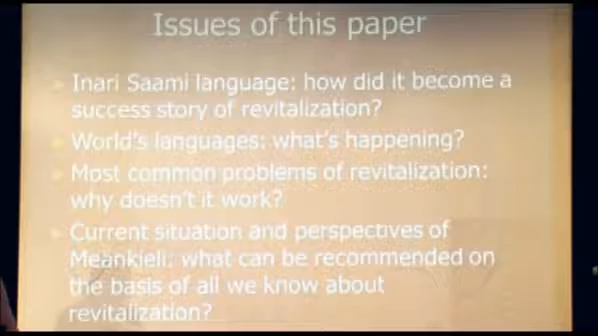 Issues of this paper
Inari Saami language: how did it become a
success story of revitalization?
World's languages: what's happening?
Most common problems of revitalization:
why doesn't it work?
Current situation and perspectives of
Meänkieli: what can be recommended on
the basis of all we know about
revitalization?